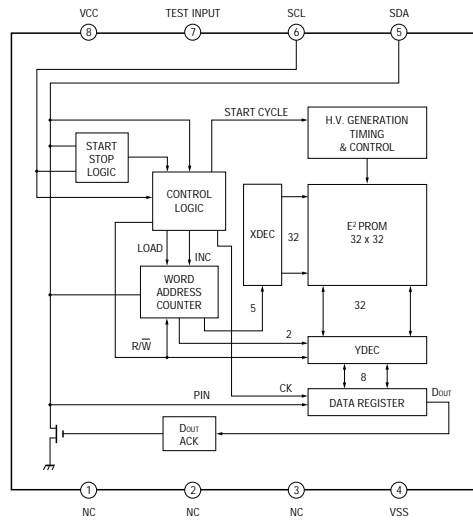 VCC TEST INPUT SCL SDA
8 7 6 5
START CYCLE
H.V. GENERATION
TIMING
& CONTROL
START
STOP
LOGIC
CONTROL
LOGIC
XDEC
32
E² PROM
32 x 32
LOAD
INC
WORD
ADDRESS
COUNTER
5
32
2
R/W̅
YDEC
8
CK
PIN
DATA REGISTER
DOUT
DOUT
ACK
1 2 3 4
NC NC NC VSS